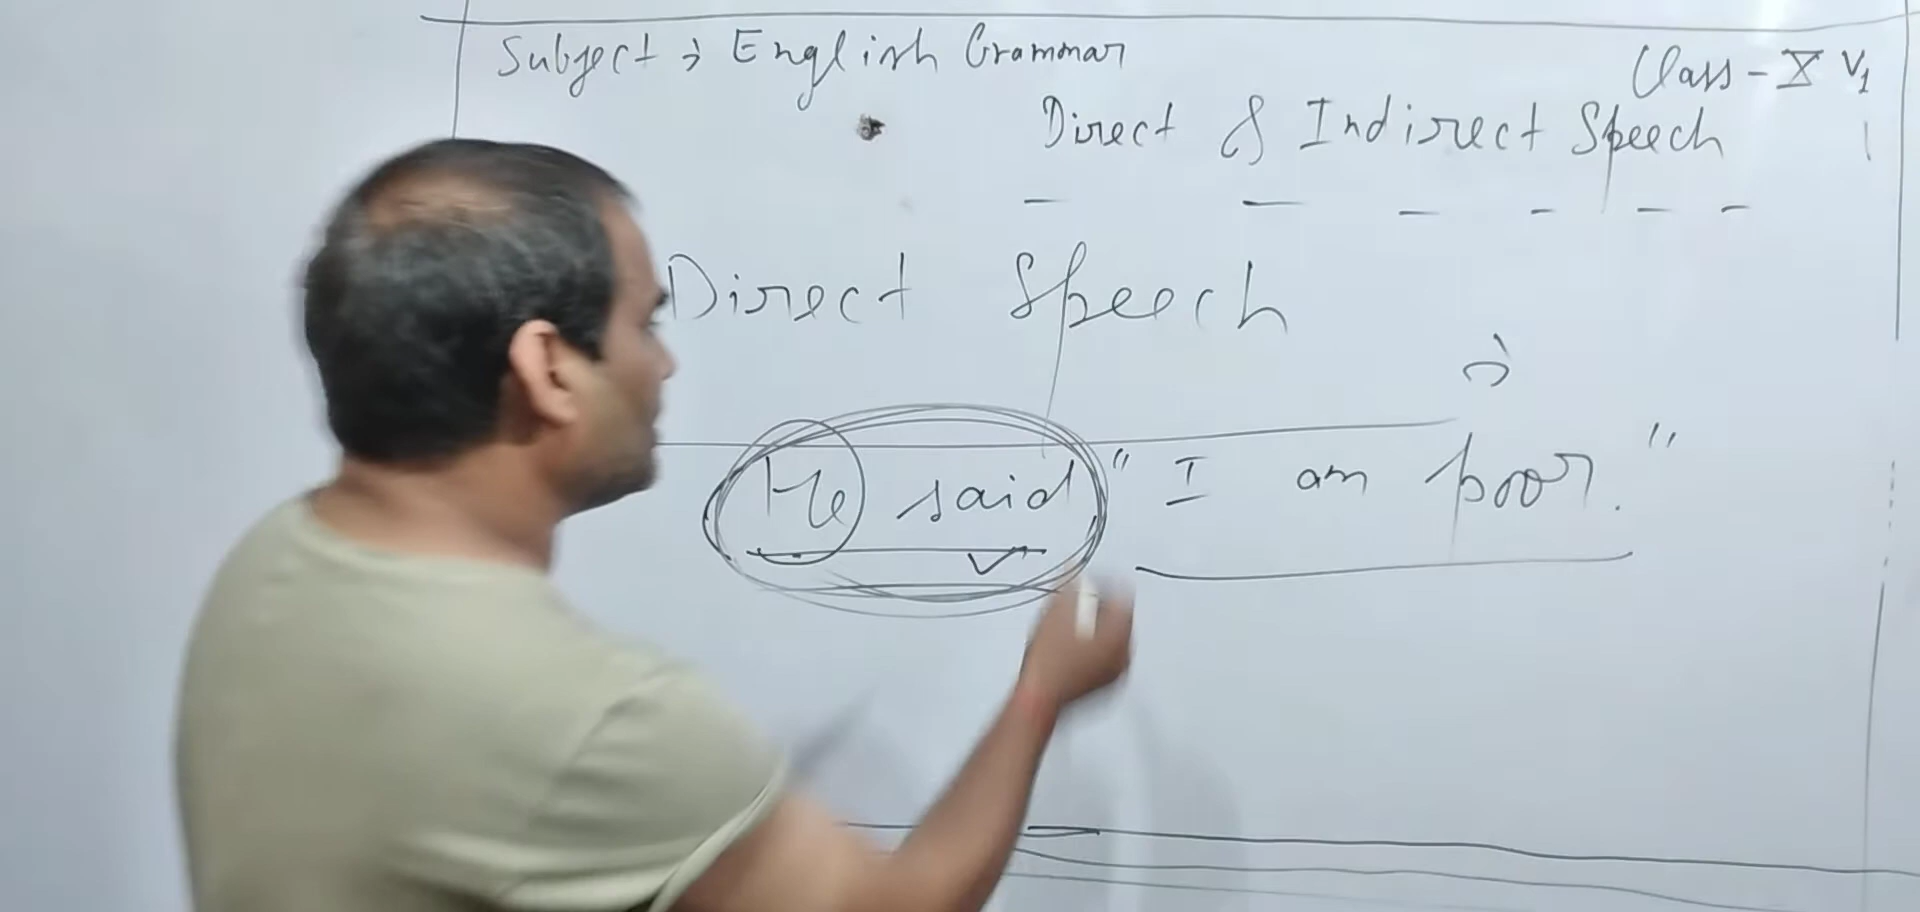 Subject → English Grammar
Class - X V1
Direct & Indirect Speech
Direct Speech
He said " I am poor. "